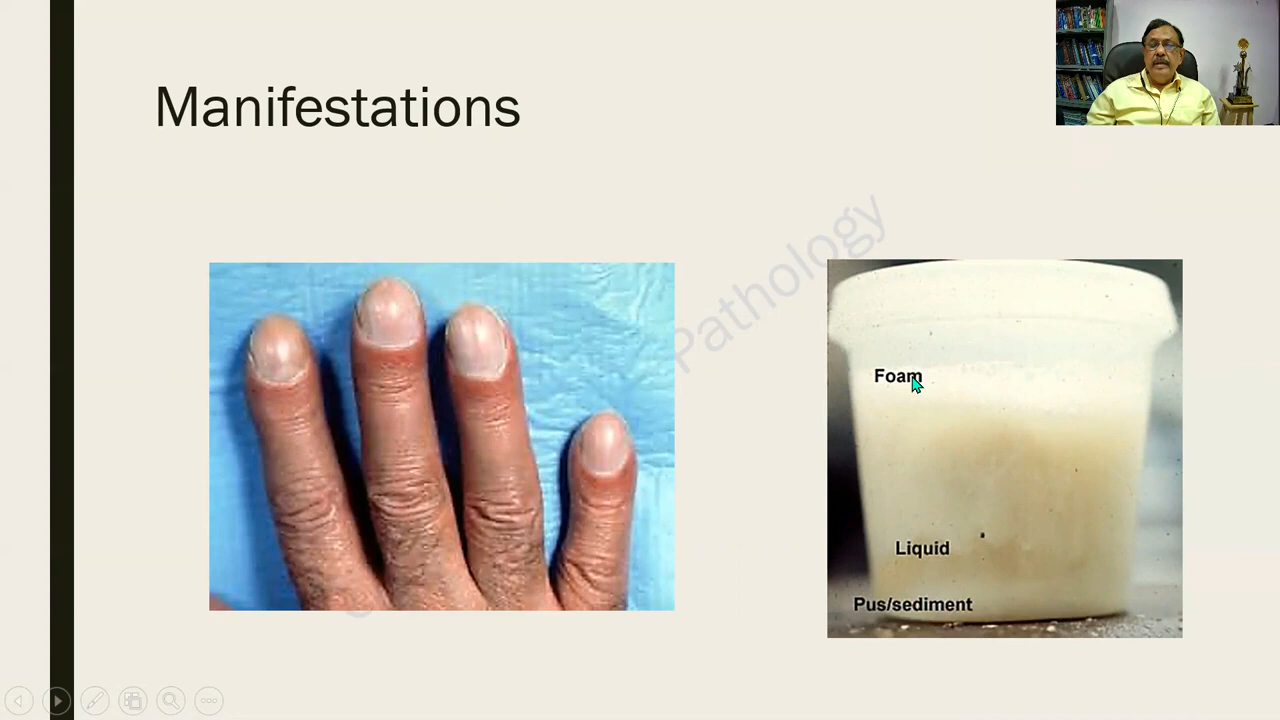 Manifestations
Pathology
Foam
Liquid
Pus/sediment